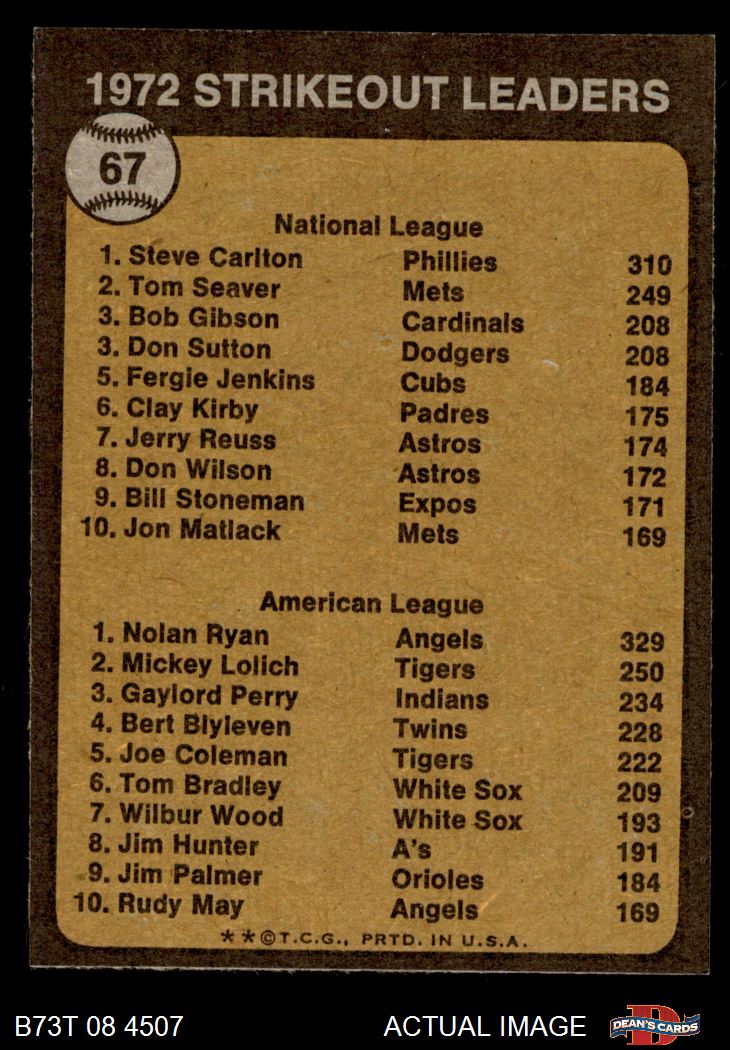 1972 STRIKEOUT LEADERS
67
National League
1. Steve Carlton Phillies 310
2. Tom Seaver Mets 249
3. Bob Gibson Cardinals 208
3. Don Sutton Dodgers 208
5. Fergie Jenkins Cubs 184
6. Clay Kirby Padres 175
7. Jerry Reuss Astros 174
8. Don Wilson Astros 172
9. Bill Stoneman Expos 171
10. Jon Matlack Mets 169
American League
1. Nolan Ryan Angels 329
2. Mickey Lolich Tigers 250
3. Gaylord Perry Indians 234
4. Bert Blyleven Twins 228
5. Joe Coleman Tigers 222
6. Tom Bradley White Sox 209
7. Wilbur Wood White Sox 193
8. Jim Hunter A's 191
9. Jim Palmer Orioles 184
10. Rudy May Angels 169
**©T.C.G., PRTD. IN U.S.A.
B73T 08 4507 ACTUAL IMAGE D DEAN'S CARDS